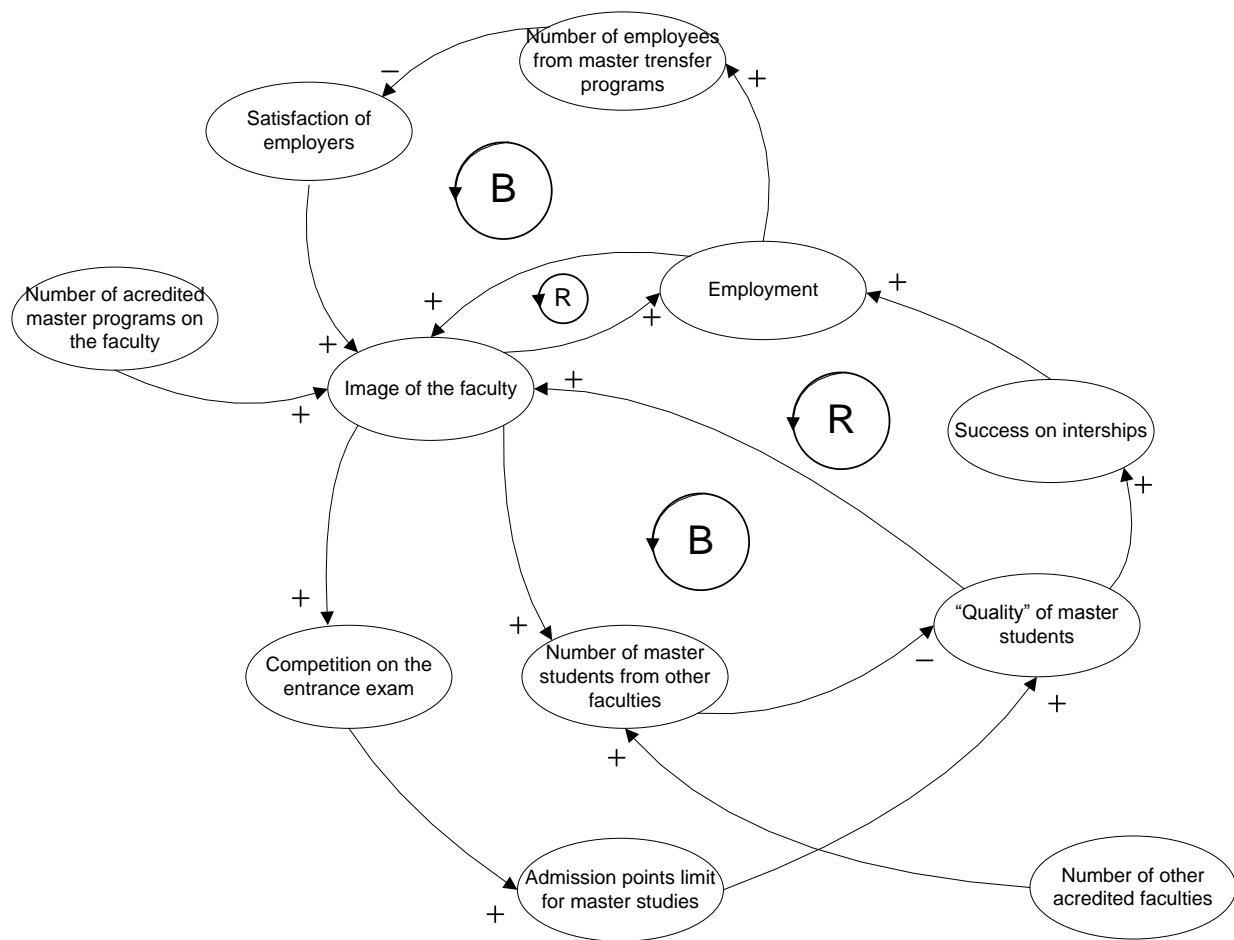 Number of employees
from master trensfer
programs
+
−
Satisfaction of
employers
B
Number of acredited
master programs on
the faculty
Employment
+
R
+
+
+
+
Image of the faculty
+
R
Success on interships
+
B
+
+
“Quality” of master
students
Competition on the
entrance exam
Number of master
students from other
faculties
−
+
+
Admission points limit
for master studies
+
Number of other
acredited faculties